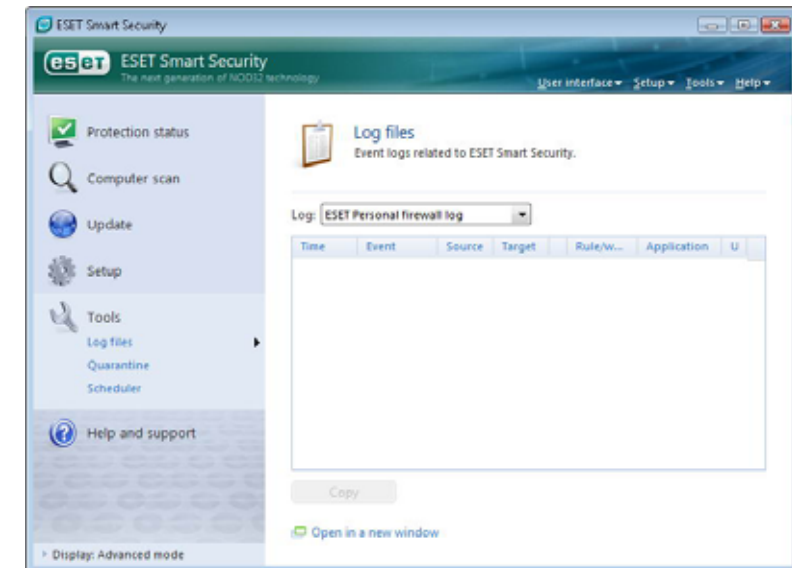 ESET Smart Security
eset ESET Smart Security
The next generation of NOD32 technology
User interface Setup Tools Help
Protection status
Computer scan
Update
Setup
Tools
Log files
Quarantine
Scheduler
Help and support
Display: Advanced mode
Log files
Event logs related to ESET Smart Security.
Log: ESET Personal firewall log
Time Event Source Target Rule/w... Application U
Copy
Open in a new window